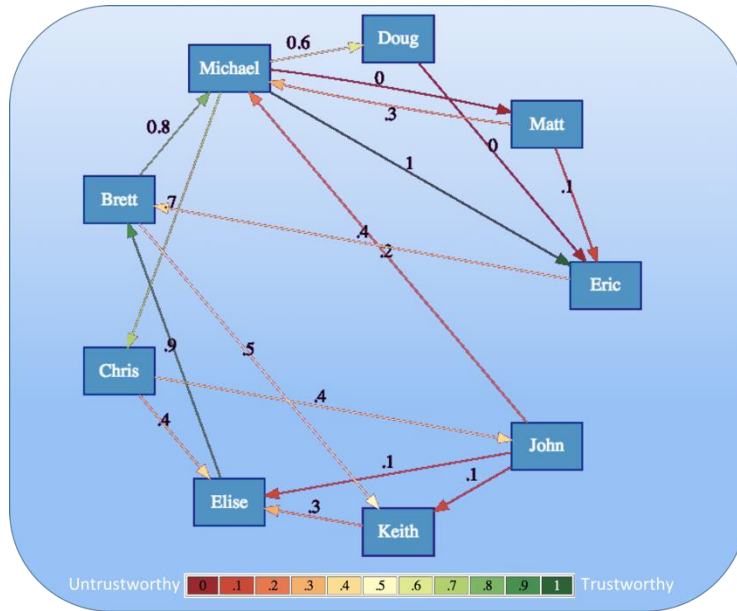 Doug
0.6
Michael
0
.3
Matt
0.8
0
1
.1
Brett
.7
.4
.2
Eric
.5
.9
Chris
.4
.4
John
.1
.1
Elise
.3
Keith
Untrustworthy 0 .1 .2 .3 .4 .5 .6 .7 .8 .9 1 Trustworthy